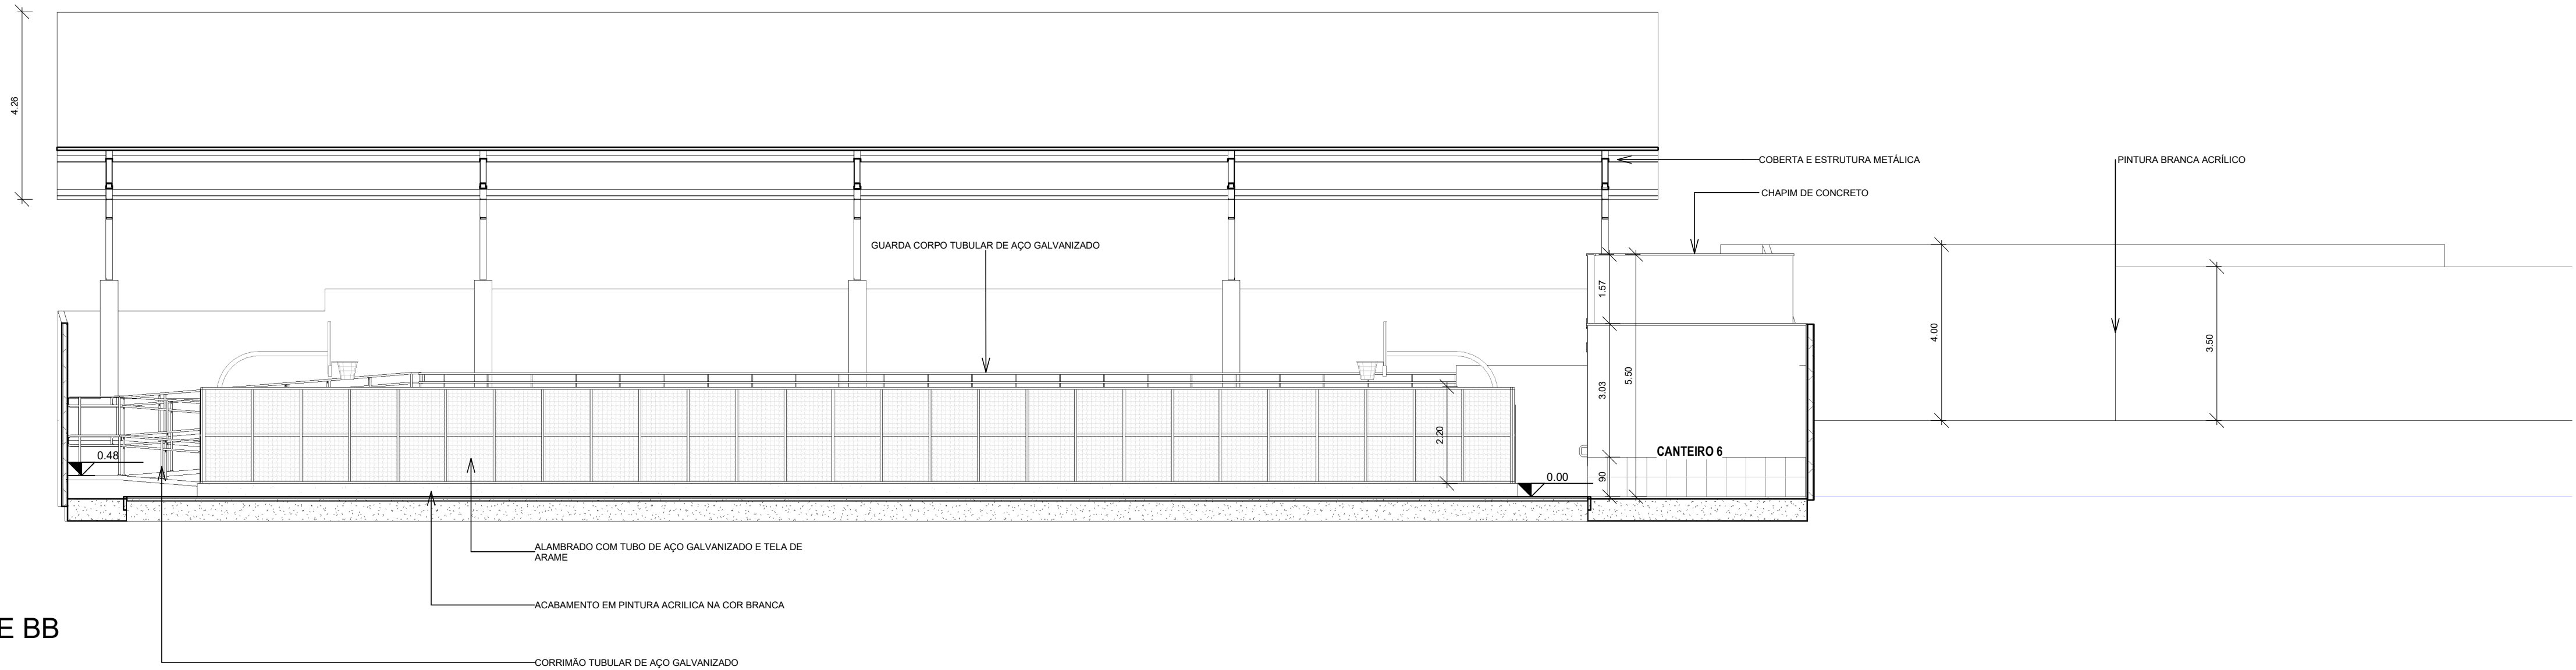 4.26
COBERTA E ESTRUTURA METÁLICA
PINTURA BRANCA ACRÍLICO
CHAPIM DE CONCRETO
GUARDA CORPO TUBULAR DE AÇO GALVANIZADO
1.57
4.00
3.50
3.03
5.50
2.20
0.48
CANTEIRO 6
0.00
90
ALAMBRADO COM TUBO DE AÇO GALVANIZADO E TELA DE
ARAME
ACABAMENTO EM PINTURA ACRILICA NA COR BRANCA
E BB
CORRIMÃO TUBULAR DE AÇO GALVANIZADO